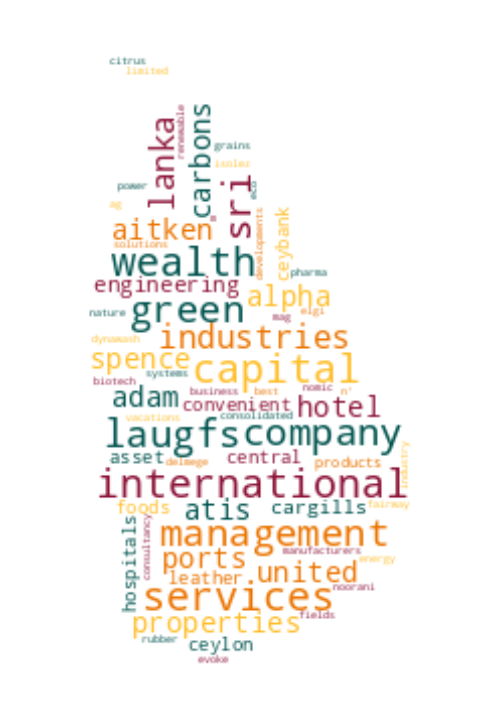 citrus
limited
renewable
lanka
carbons
grains
isolez
power
sri
eco
ag
aitken
solutions
developments
ceybank
wealth
pharma
engineering
alpha
green
nature
mag
elgi
industries
dynawash
spence
capital
systems
biotech
adam
business
best
nomic
n'
convenient
hotel
vacations
consolidated
laugfs
company
asset
delmege
central
products
industry
international
foods
atis
cargills
fairway
hospitals
consultancy
management
manufacturers
ports
energy
leather
united
noorani
services
fields
properties
rubber
ceylon
evoke